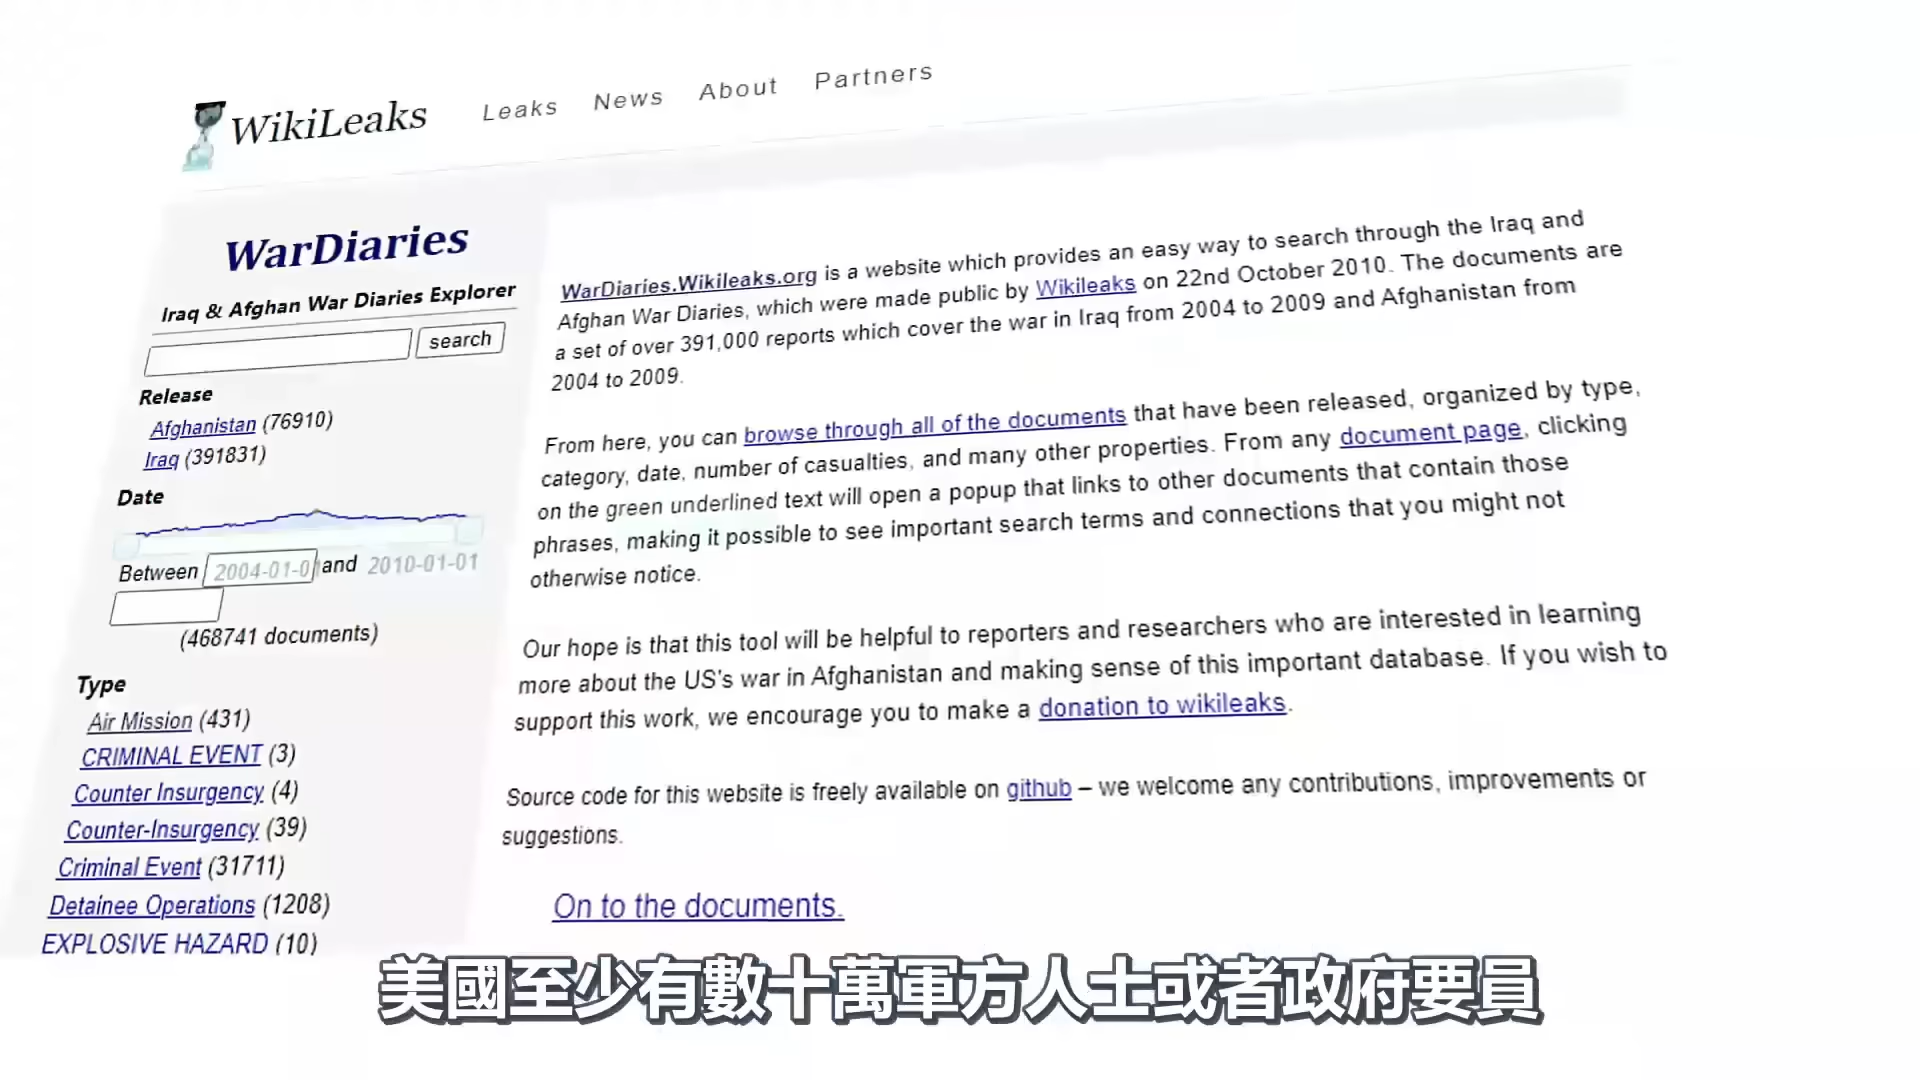 WikiLeaks
Leaks News About Partners
WarDiaries
Iraq & Afghan War Diaries Explorer
search
Release
Afghanistan (76910)
Iraq (391831)
Date
Between 2004-01-0 and 2010-01-01
(468741 documents)
Type
Air Mission (431)
CRIMINAL EVENT (3)
Counter Insurgency (4)
Counter-Insurgency (39)
Criminal Event (31711)
Detainee Operations (1208)
EXPLOSIVE HAZARD (10)
WarDiaries.Wikileaks.org is a website which provides an easy way to search through the Iraq and
Afghan War Diaries, which were made public by Wikileaks on 22nd October 2010. The documents are
a set of over 391,000 reports which cover the war in Iraq from 2004 to 2009 and Afghanistan from
2004 to 2009.
From here, you can browse through all of the documents that have been released, organized by type,
category, date, number of casualties, and many other properties. From any document page, clicking
on the green underlined text will open a popup that links to other documents that contain those
phrases, making it possible to see important search terms and connections that you might not
otherwise notice.
Our hope is that this tool will be helpful to reporters and researchers who are interested in learning
more about the US's war in Afghanistan and making sense of this important database. If you wish to
support this work, we encourage you to make a donation to wikileaks.
Source code for this website is freely available on github – we welcome any contributions, improvements or
suggestions.
On to the documents.
美國至少有數十萬軍方人士或者政府要員